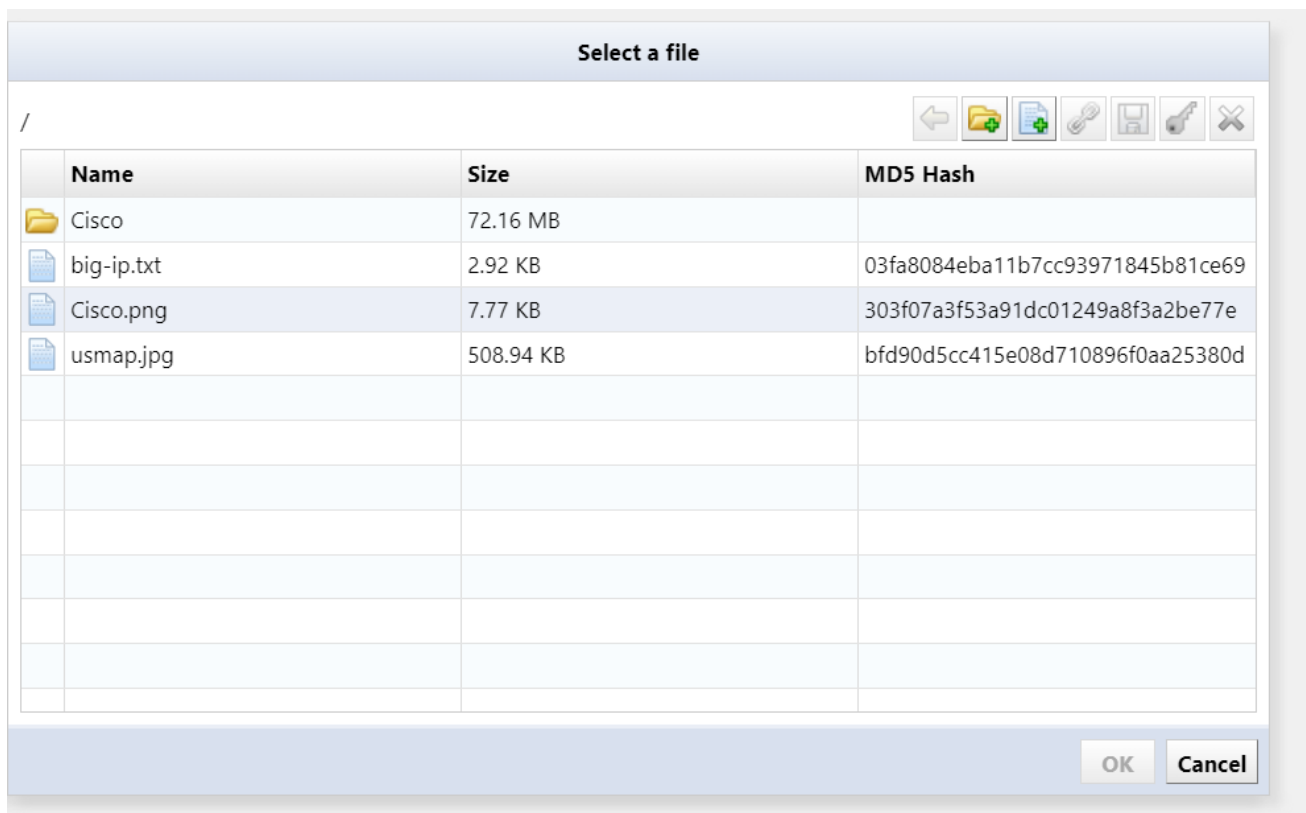 Select a file
/
Name Size MD5 Hash
Cisco 72.16 MB
big-ip.txt 2.92 KB 03fa8084eba11b7cc93971845b81ce69
Cisco.png 7.77 KB 303f07a3f53a91dc01249a8f3a2be77e
usmap.jpg 508.94 KB bfd90d5cc415e08d710896f0aa25380d
OK Cancel